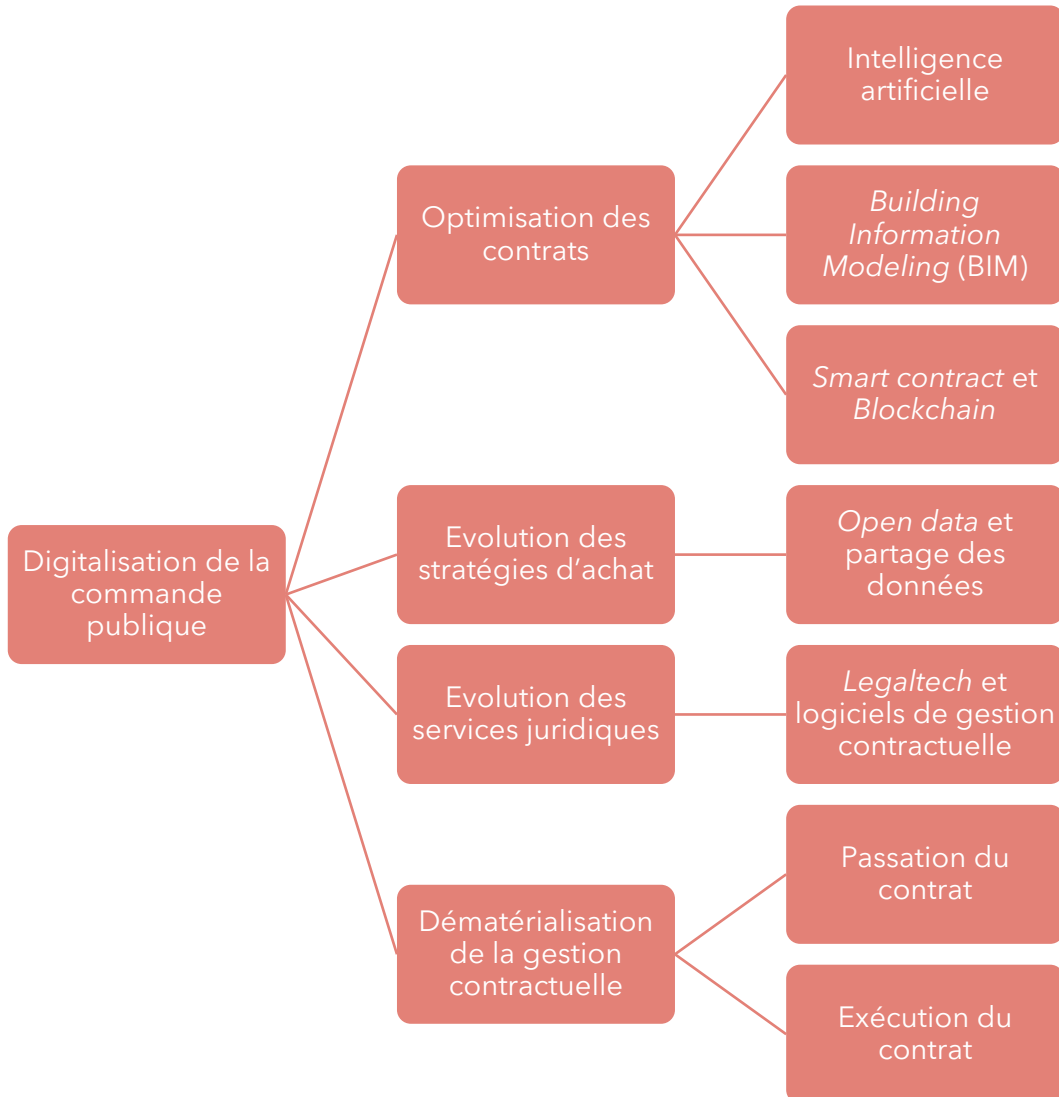 Digitalisation de la
commande
publique
Optimisation des
contrats
Intelligence
artificielle
Building
Information
Modeling (BIM)
Smart contract et
Blockchain
Evolution des
stratégies d’achat
Open data et
partage des
données
Evolution des
services juridiques
Legaltech et
logiciels de gestion
contractuelle
Dématérialisation
de la gestion
contractuelle
Passation du
contrat
Exécution du
contrat